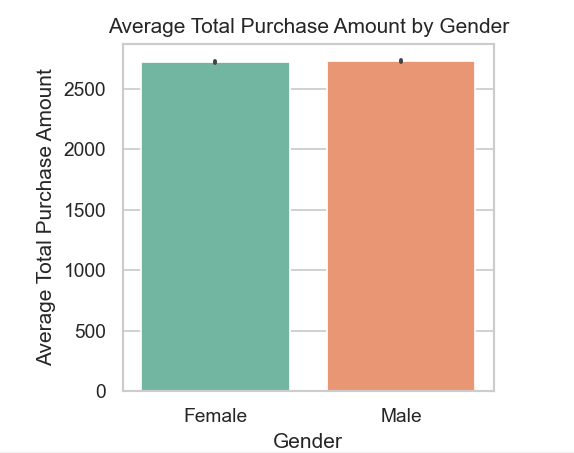 Average Total Purchase Amount by Gender
Average Total Purchase Amount
2500
2000
1500
1000
500
0
Female
Male
Gender